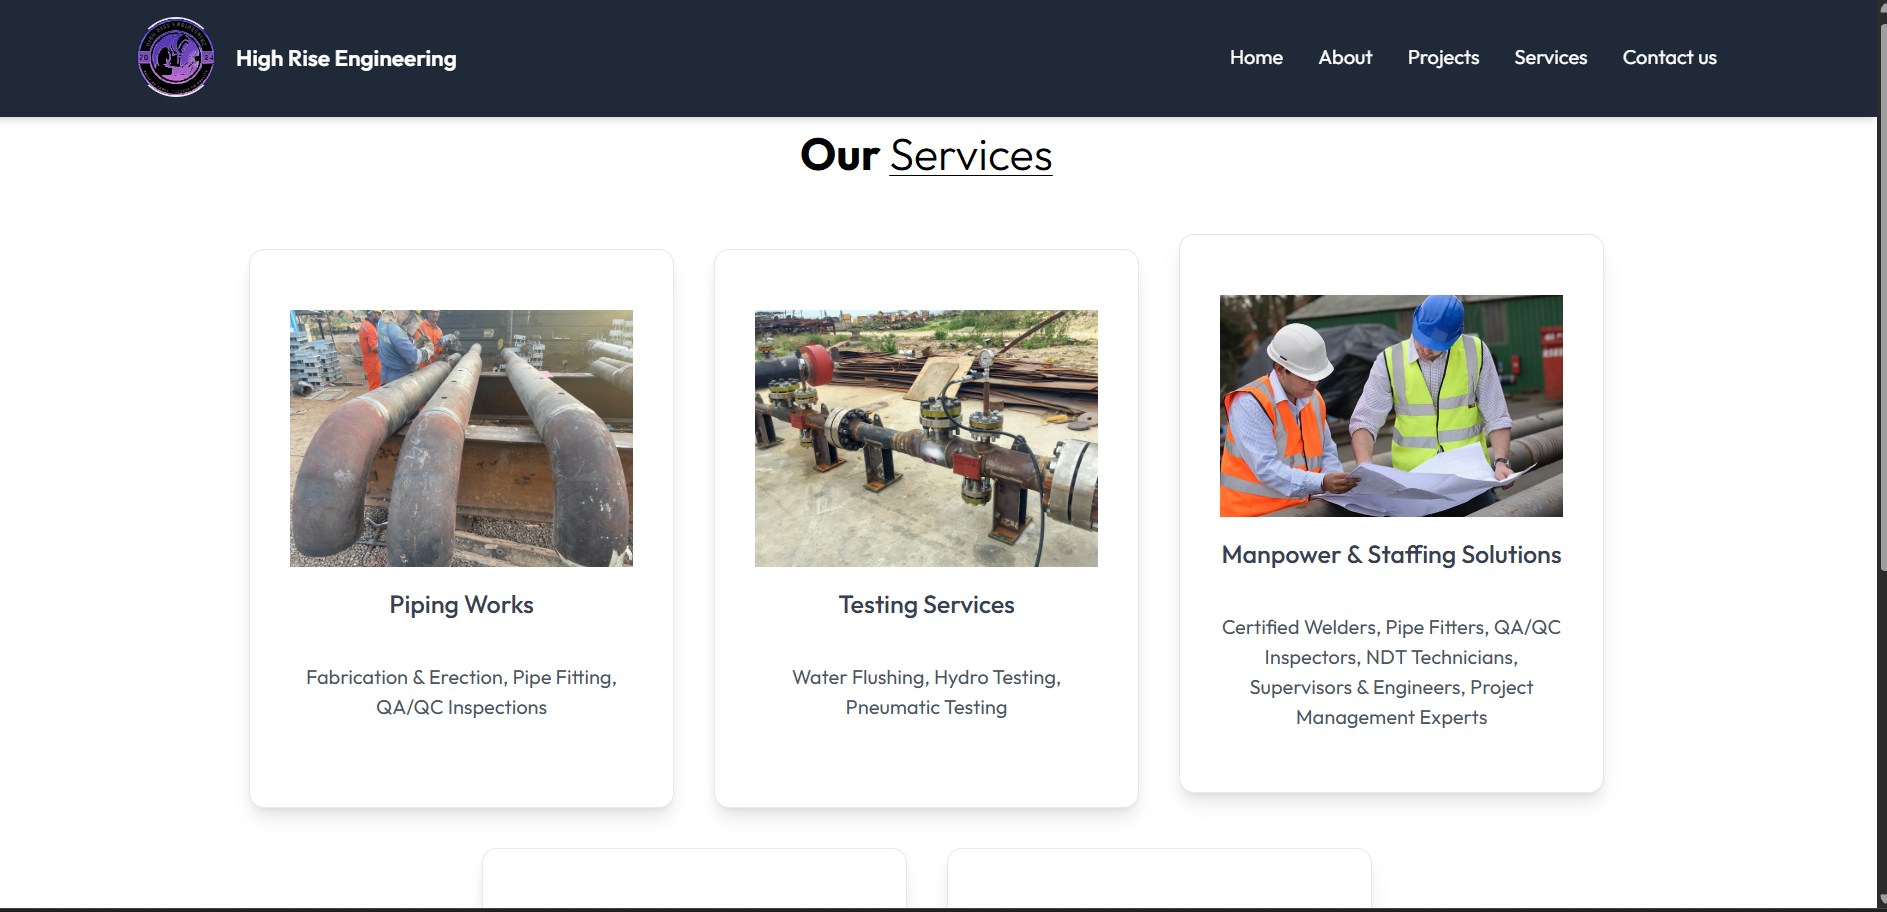 High Rise Engineering
Home
About
Projects
Services
Contact us
Our Services
Piping Works
Fabrication & Erection, Pipe Fitting,
QA/QC Inspections
Testing Services
Water Flushing, Hydro Testing,
Pneumatic Testing
Manpower & Staffing Solutions
Certified Welders, Pipe Fitters, QA/QC
Inspectors, NDT Technicians,
Supervisors & Engineers, Project
Management Experts